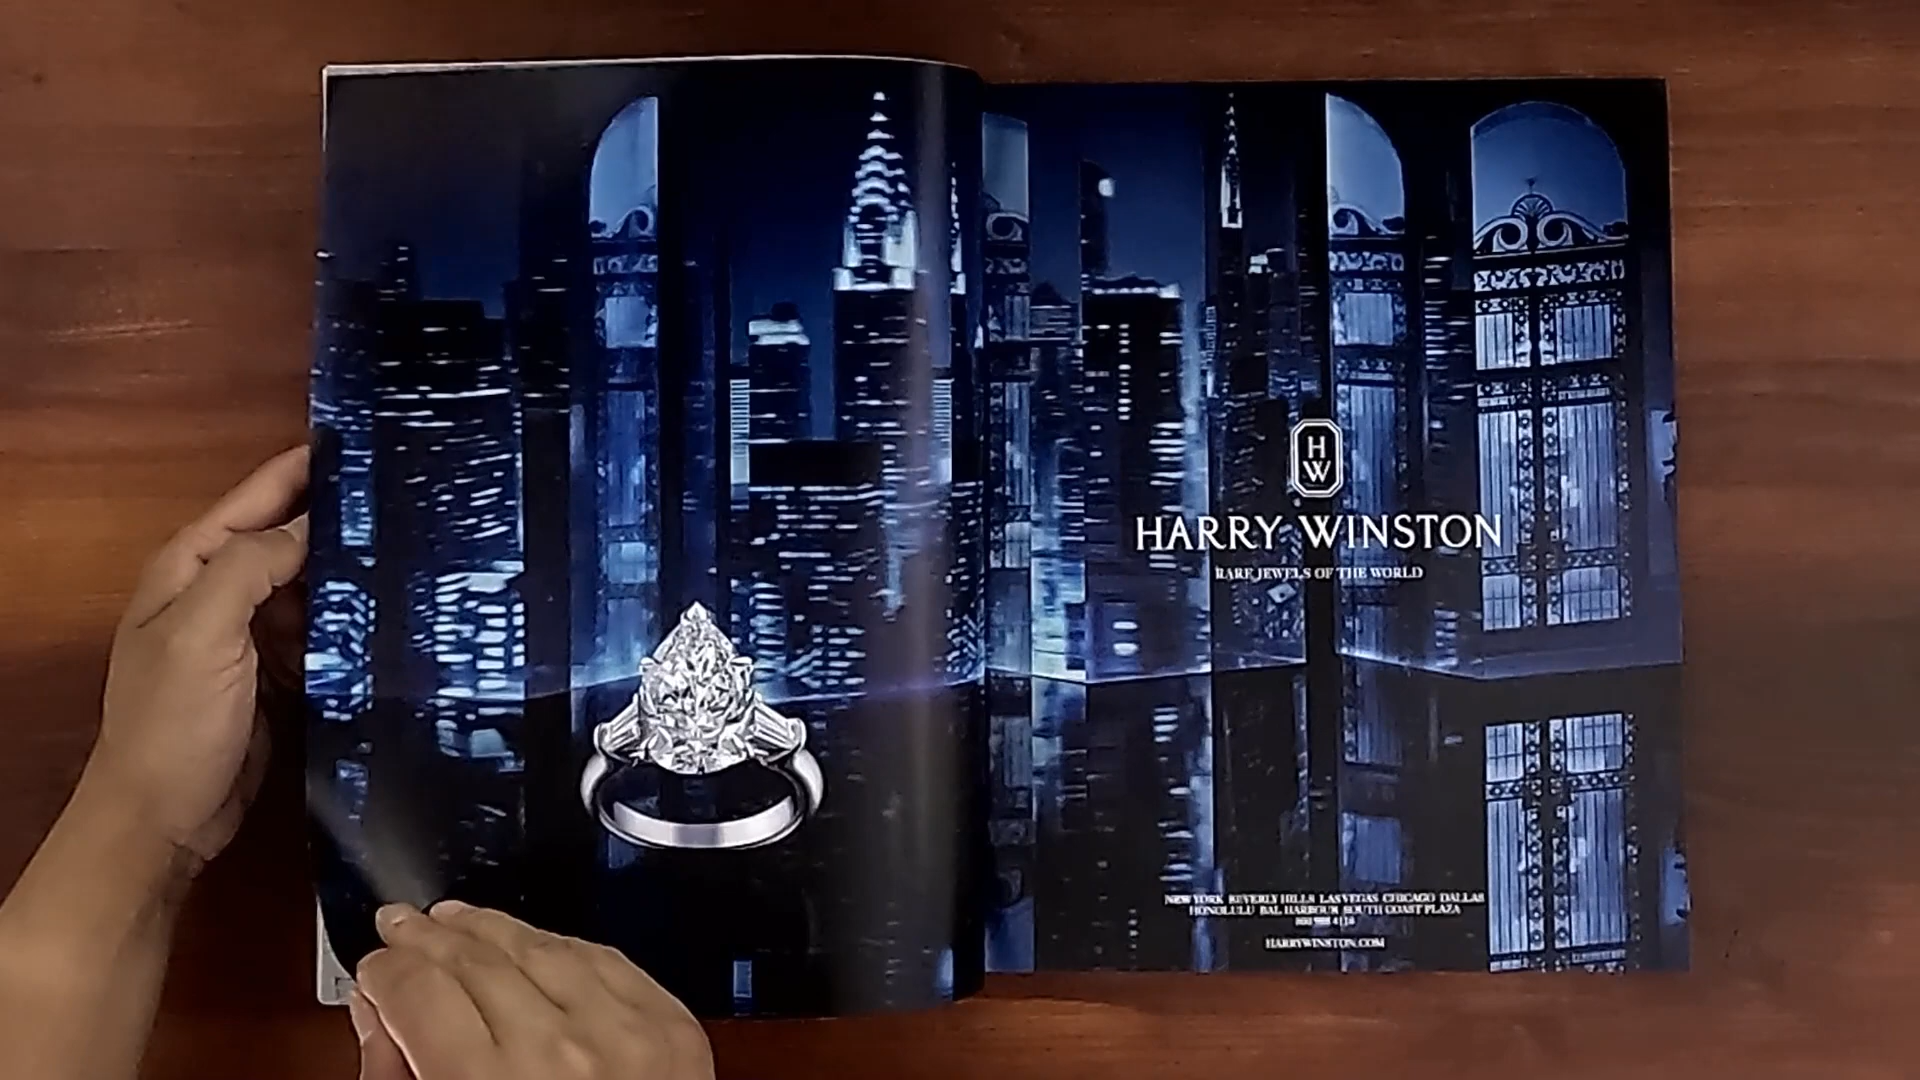 H
W
HARRY WINSTON
RARE JEWELS OF THE WORLD
NEW YORK BEVERLY HILLS LAS VEGAS CHICAGO DALLAS
HONOLULU BAL HARBOUR SOUTH COAST PLAZA
HARRYWINSTON.COM